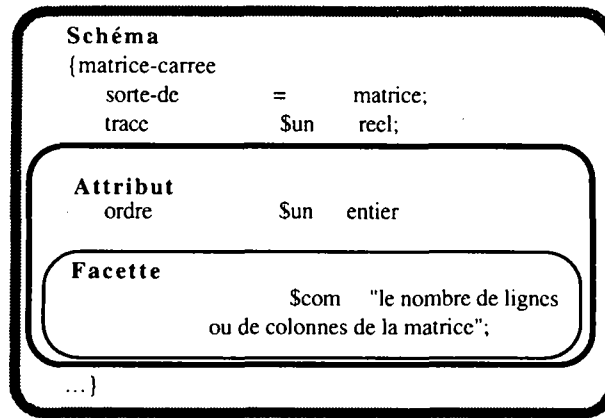 Schéma
{matrice-carree
sorte-de = matrice;
trace $un reel;
Attribut
ordre $un entier
Facette
$com "le nombre de lignes
ou de colonnes de la matrice";
...}